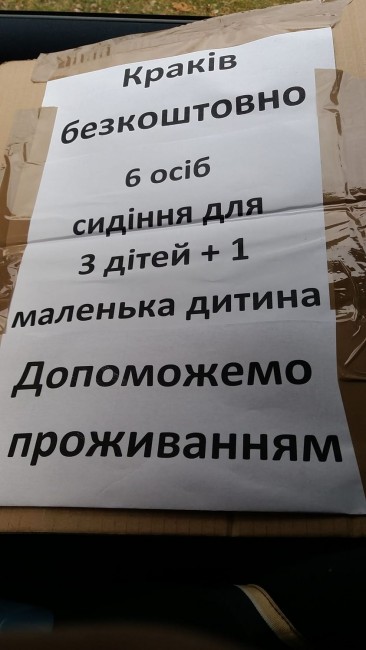 Краків
безкоштовно
6 осіб
сидіння для
3 дітей + 1
маленька дитина
Допоможемо
проживанням